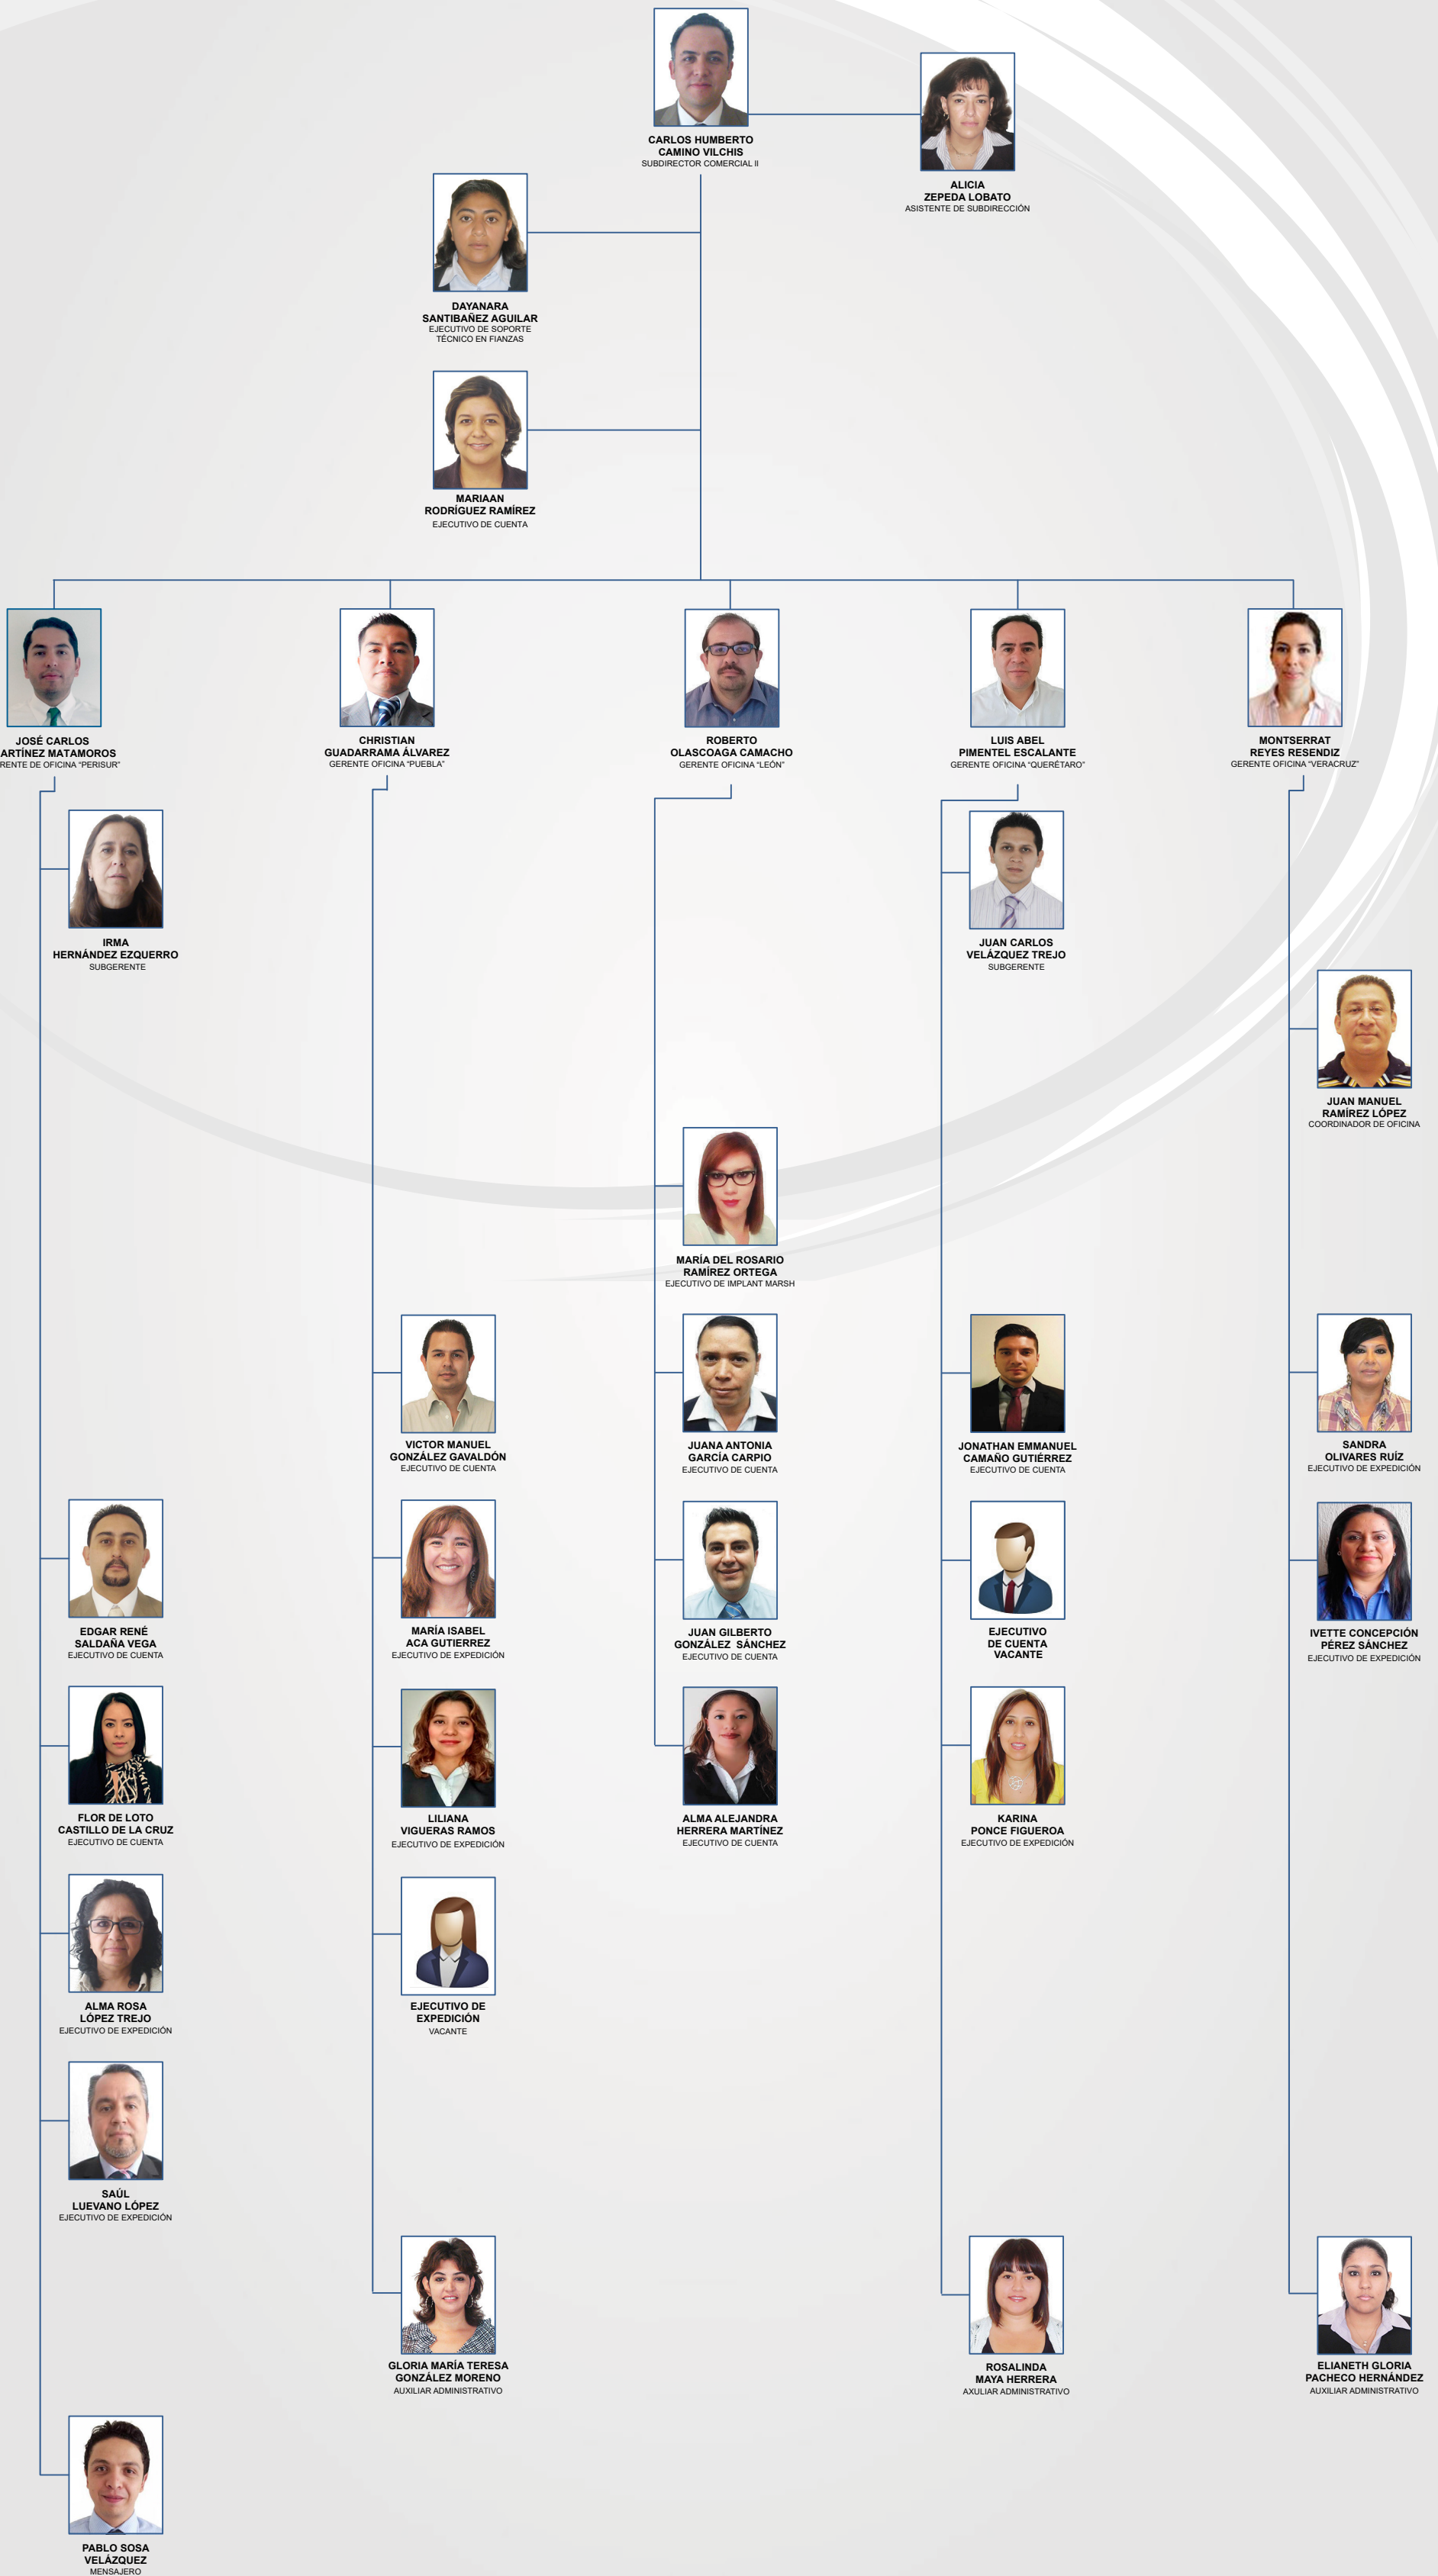 CARLOS HUMBERTO
CAMINO VILCHIS
SUBDIRECTOR COMERCIAL II
ALICIA
ZEPEDA LOBATO
ASISTENTE DE SUBDIRECCIÓN
DAYANARA
SANTIBAÑEZ AGUILAR
EJECUTIVO DE SOPORTE
TÉCNICO EN FIANZAS
MARIAAN
RODRÍGUEZ RAMÍREZ
EJECUTIVO DE CUENTA
JOSÉ CARLOS
ARTÍNEZ MATAMOROS
RENTE DE OFICINA “PERISUR”
CHRISTIAN
GUADARRAMA ÁLVAREZ
GERENTE OFICINA “PUEBLA”
ROBERTO
OLASCOAGA CAMACHO
GERENTE OFICINA “LEÓN”
LUIS ABEL
PIMENTEL ESCALANTE
GERENTE OFICINA “QUERÉTARO”
MONTSERRAT
REYES RESENDIZ
GERENTE OFICINA “VERACRUZ”
IRMA
HERNÁNDEZ EZQUERRO
SUBGERENTE
JUAN CARLOS
VELÁZQUEZ TREJO
SUBGERENTE
JUAN MANUEL
RAMÍREZ LÓPEZ
COORDINADOR DE OFICINA
MARÍA DEL ROSARIO
RAMÍREZ ORTEGA
EJECUTIVO DE IMPLANT MARSH
VICTOR MANUEL
GONZÁLEZ GAVALDÓN
EJECUTIVO DE CUENTA
JUANA ANTONIA
GARCÍA CARPIO
EJECUTIVO DE CUENTA
JONATHAN EMMANUEL
CAMAÑO GUTIÉRREZ
EJECUTIVO DE CUENTA
SANDRA
OLIVARES RUÍZ
EJECUTIVO DE EXPEDICIÓN
EDGAR RENÉ
SALDAÑA VEGA
EJECUTIVO DE CUENTA
MARÍA ISABEL
ACA GUTIERREZ
EJECUTIVO DE EXPEDICIÓN
JUAN GILBERTO
GONZÁLEZ  SÁNCHEZ
EJECUTIVO DE CUENTA
EJECUTIVO
DE CUENTA
VACANTE
IVETTE CONCEPCIÓN
PÉREZ SÁNCHEZ
EJECUTIVO DE EXPEDICIÓN
FLOR DE LOTO
CASTILLO DE LA CRUZ
EJECUTIVO DE CUENTA
LILIANA
VIGUERAS RAMOS
EJECUTIVO DE EXPEDICIÓN
ALMA ALEJANDRA
HERRERA MARTÍNEZ
EJECUTIVO DE CUENTA
KARINA
PONCE FIGUEROA
EJECUTIVO DE EXPEDICIÓN
ALMA ROSA
LÓPEZ TREJO
EJECUTIVO DE EXPEDICIÓN
EJECUTIVO DE
EXPEDICIÓN
VACANTE
SAÚL
LUEVANO LÓPEZ
EJECUTIVO DE EXPEDICIÓN
GLORIA MARÍA TERESA
GONZÁLEZ MORENO
AUXILIAR ADMINISTRATIVO
ROSALINDA
MAYA HERRERA
AXULIAR ADMINISTRATIVO
ELIANETH GLORIA
PACHECO HERNÁNDEZ
AUXILIAR ADMINISTRATIVO
PABLO SOSA
VELÁZQUEZ
MENSAJERO